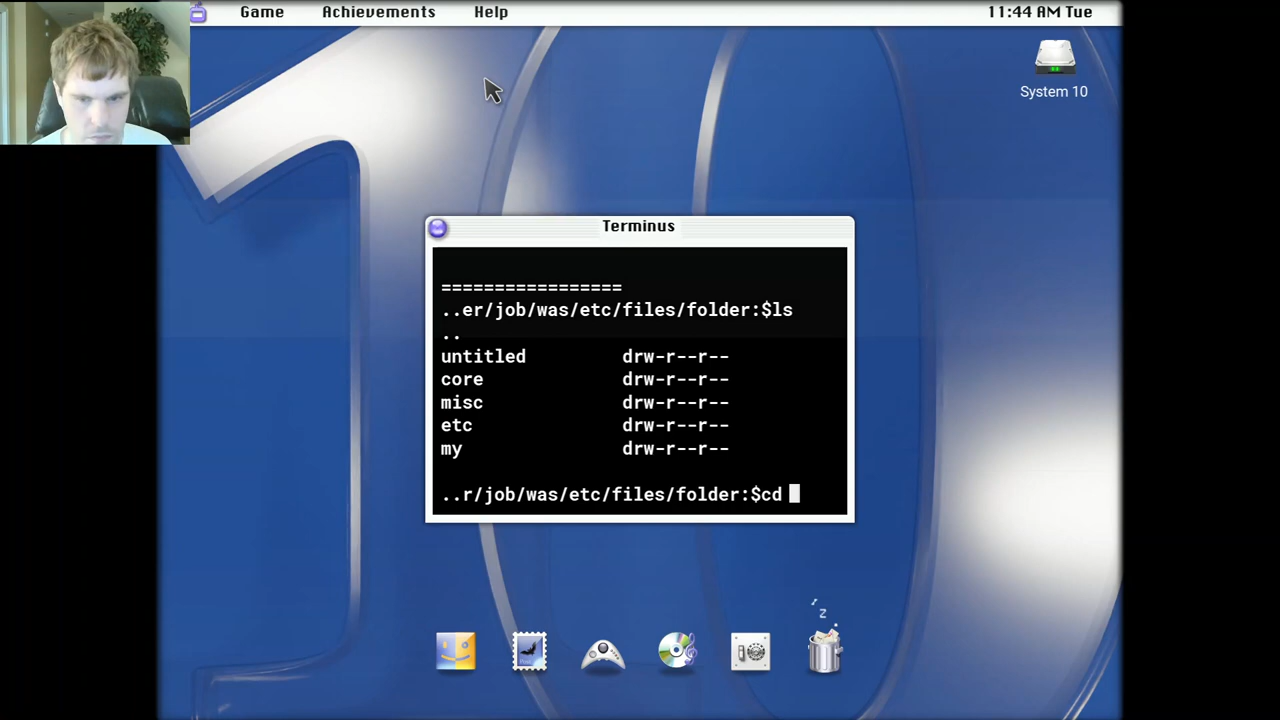 Game Achievements Help 11:44 AM Tue
System 10
Terminus
=================
..er/job/was/etc/files/folder:$ls
..
untitled drw-r--r--
core drw-r--r--
misc drw-r--r--
etc drw-r--r--
my drw-r--r--
..r/job/was/etc/files/folder:$cd
z
z